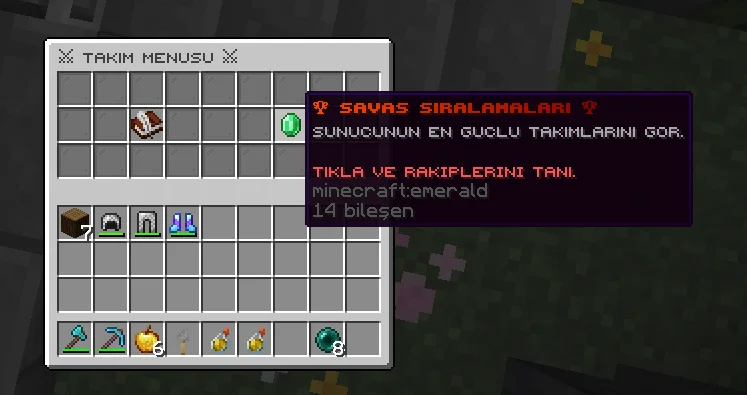 ⚔ TAKIM MENUSU ⚔
🏆 SAVAS SIRALAMALARI 🏆
SUNUCUNUN EN GUCLU TAKIMLARINI GOR.
TIKLA VE RAKIPLERINI TANI.
minecraft:emerald
14 bileşen
7
6
8